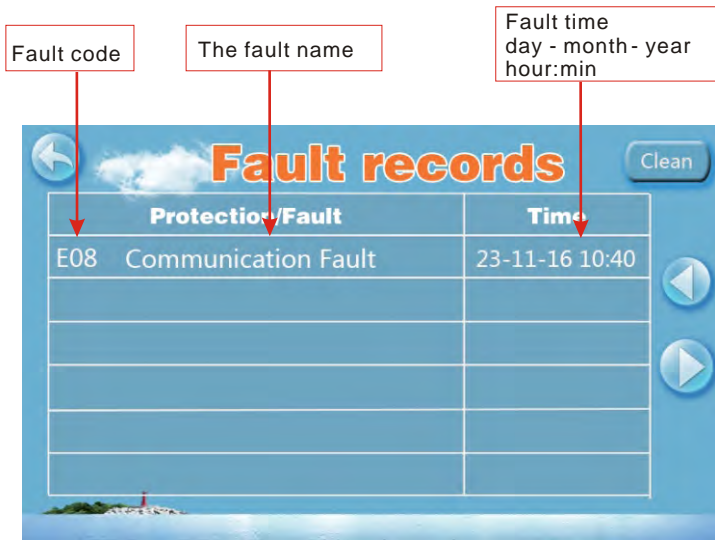 Fault code
The fault name
Fault time
day - month - year
hour:min
Fault records
Clean
Protection/Fault
Time
E08 Communication Fault
23-11-16 10:40